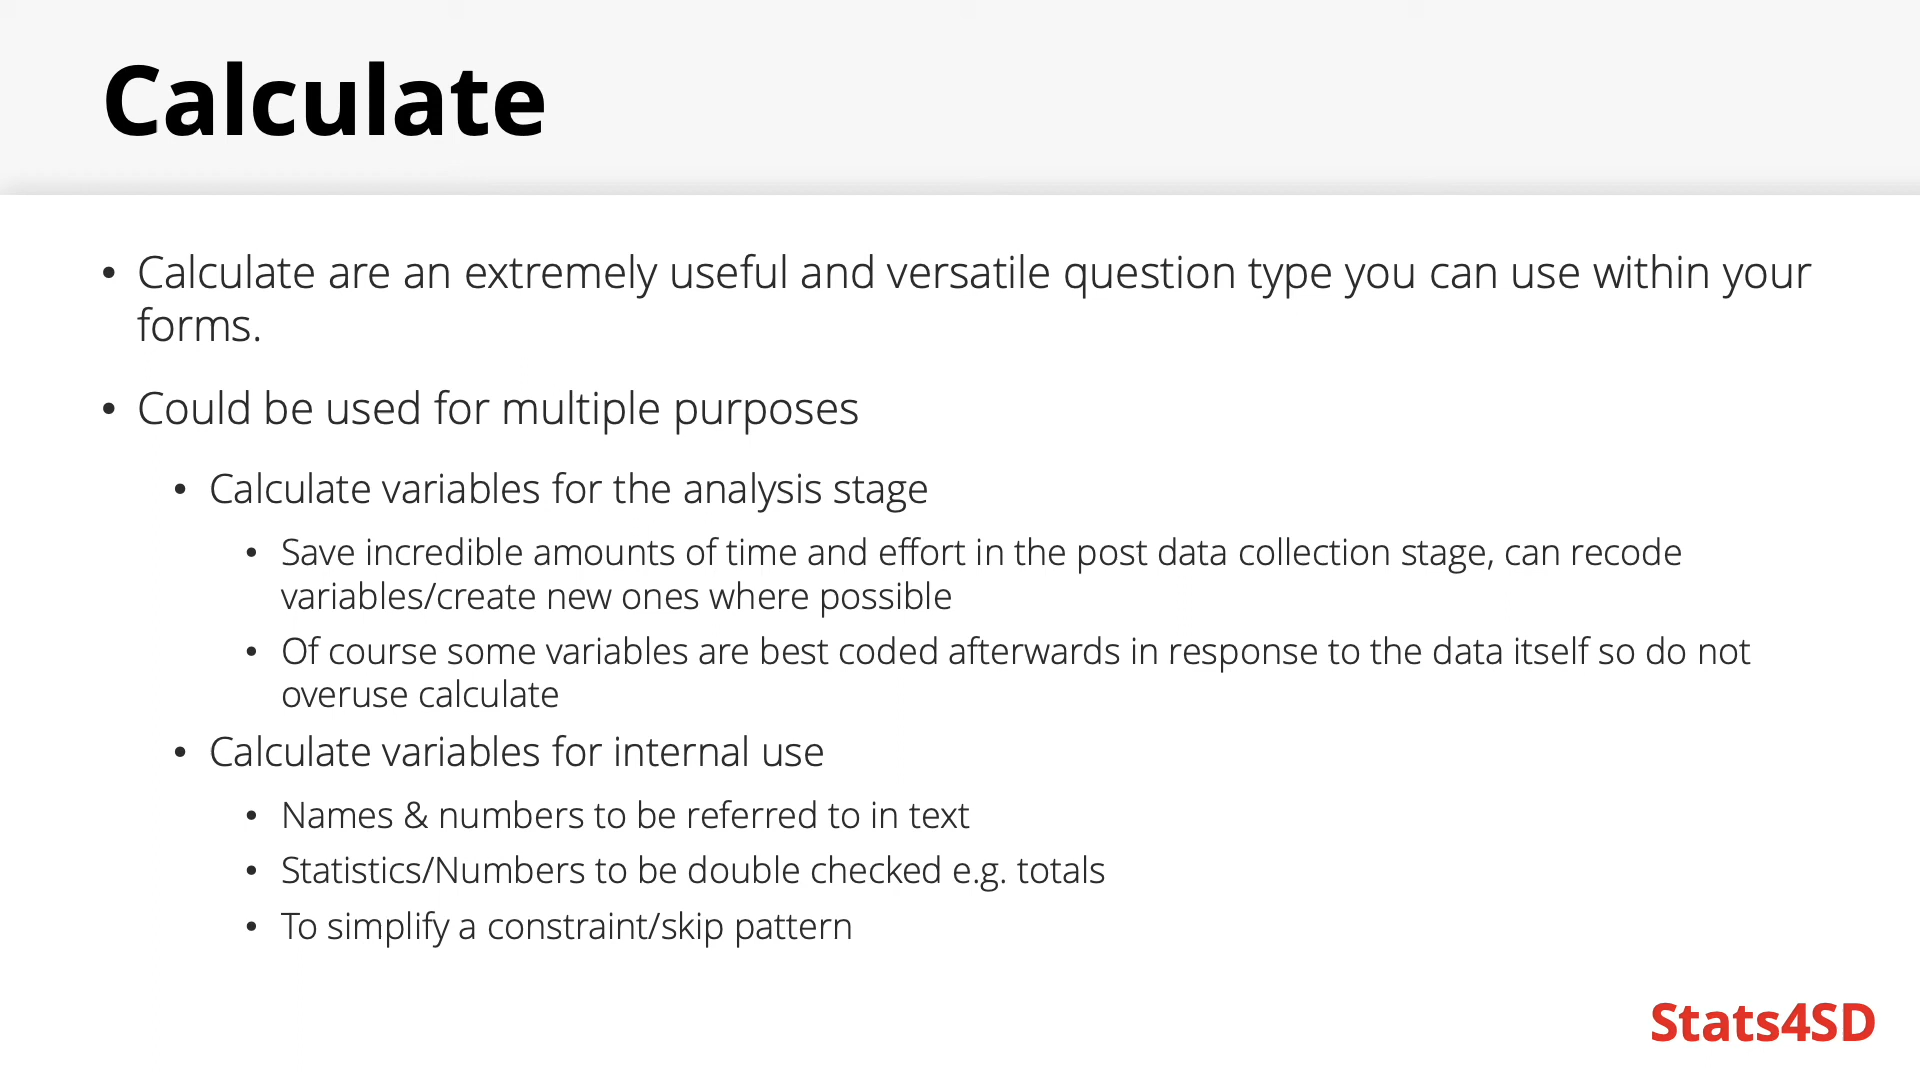 Calculate
• Calculate are an extremely useful and versatile question type you can use within your
forms.
• Could be used for multiple purposes
• Calculate variables for the analysis stage
• Save incredible amounts of time and effort in the post data collection stage, can recode
variables/create new ones where possible
• Of course some variables are best coded afterwards in response to the data itself so do not
overuse calculate
• Calculate variables for internal use
• Names & numbers to be referred to in text
• Statistics/Numbers to be double checked e.g. totals
• To simplify a constraint/skip pattern
Stats4SD